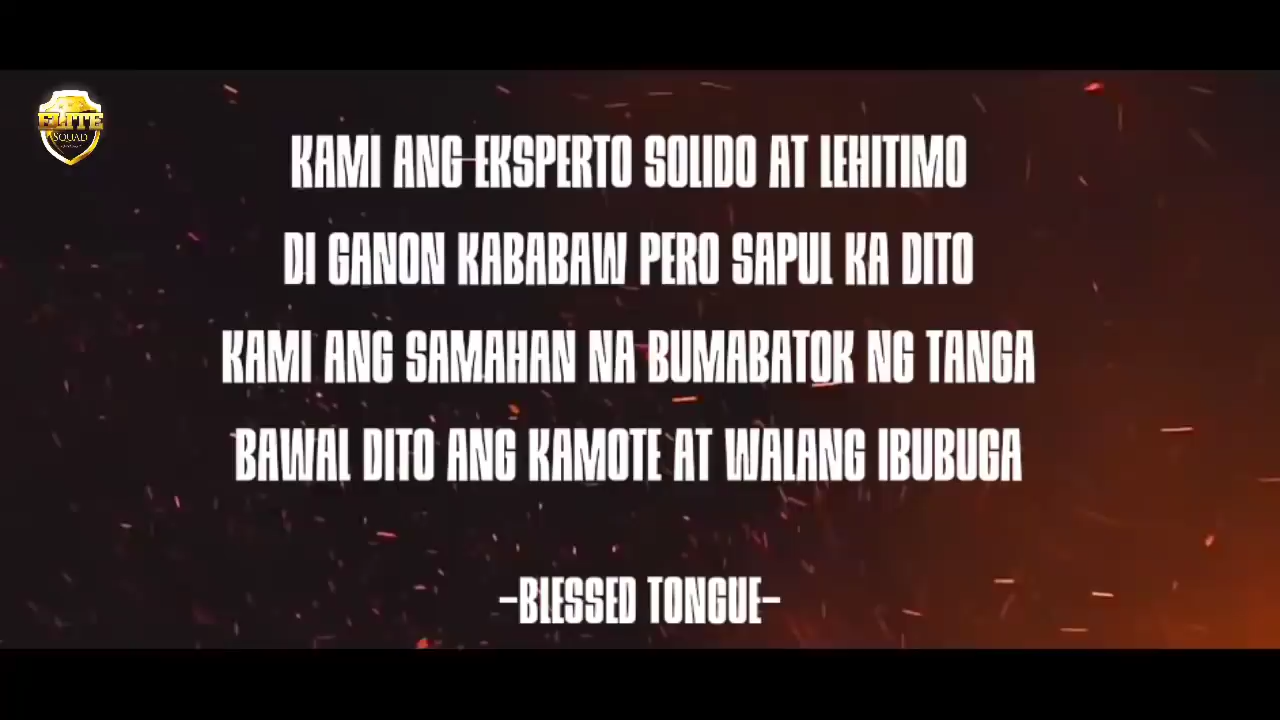 ELITE
SQUAD
KAMI ANG EKSPERTO SOLIDO AT LEHITIMO
DI GANON KABABAW PERO SAPUL KA DITO
KAMI ANG SAMAHAN NA BUMABATOK NG TANGA
BAWAL DITO ANG KAMOTE AT WALANG IBUBUGA
-BLESSED TONGUE-